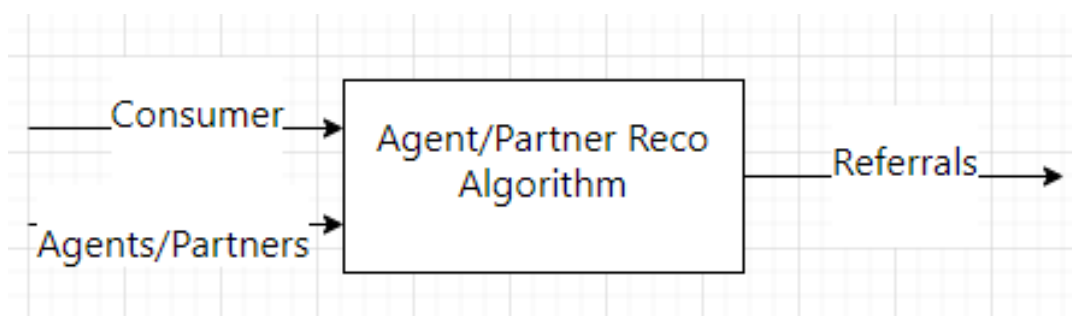 Consumer
Agent/Partner Reco
Algorithm
Referrals
Agents/Partners